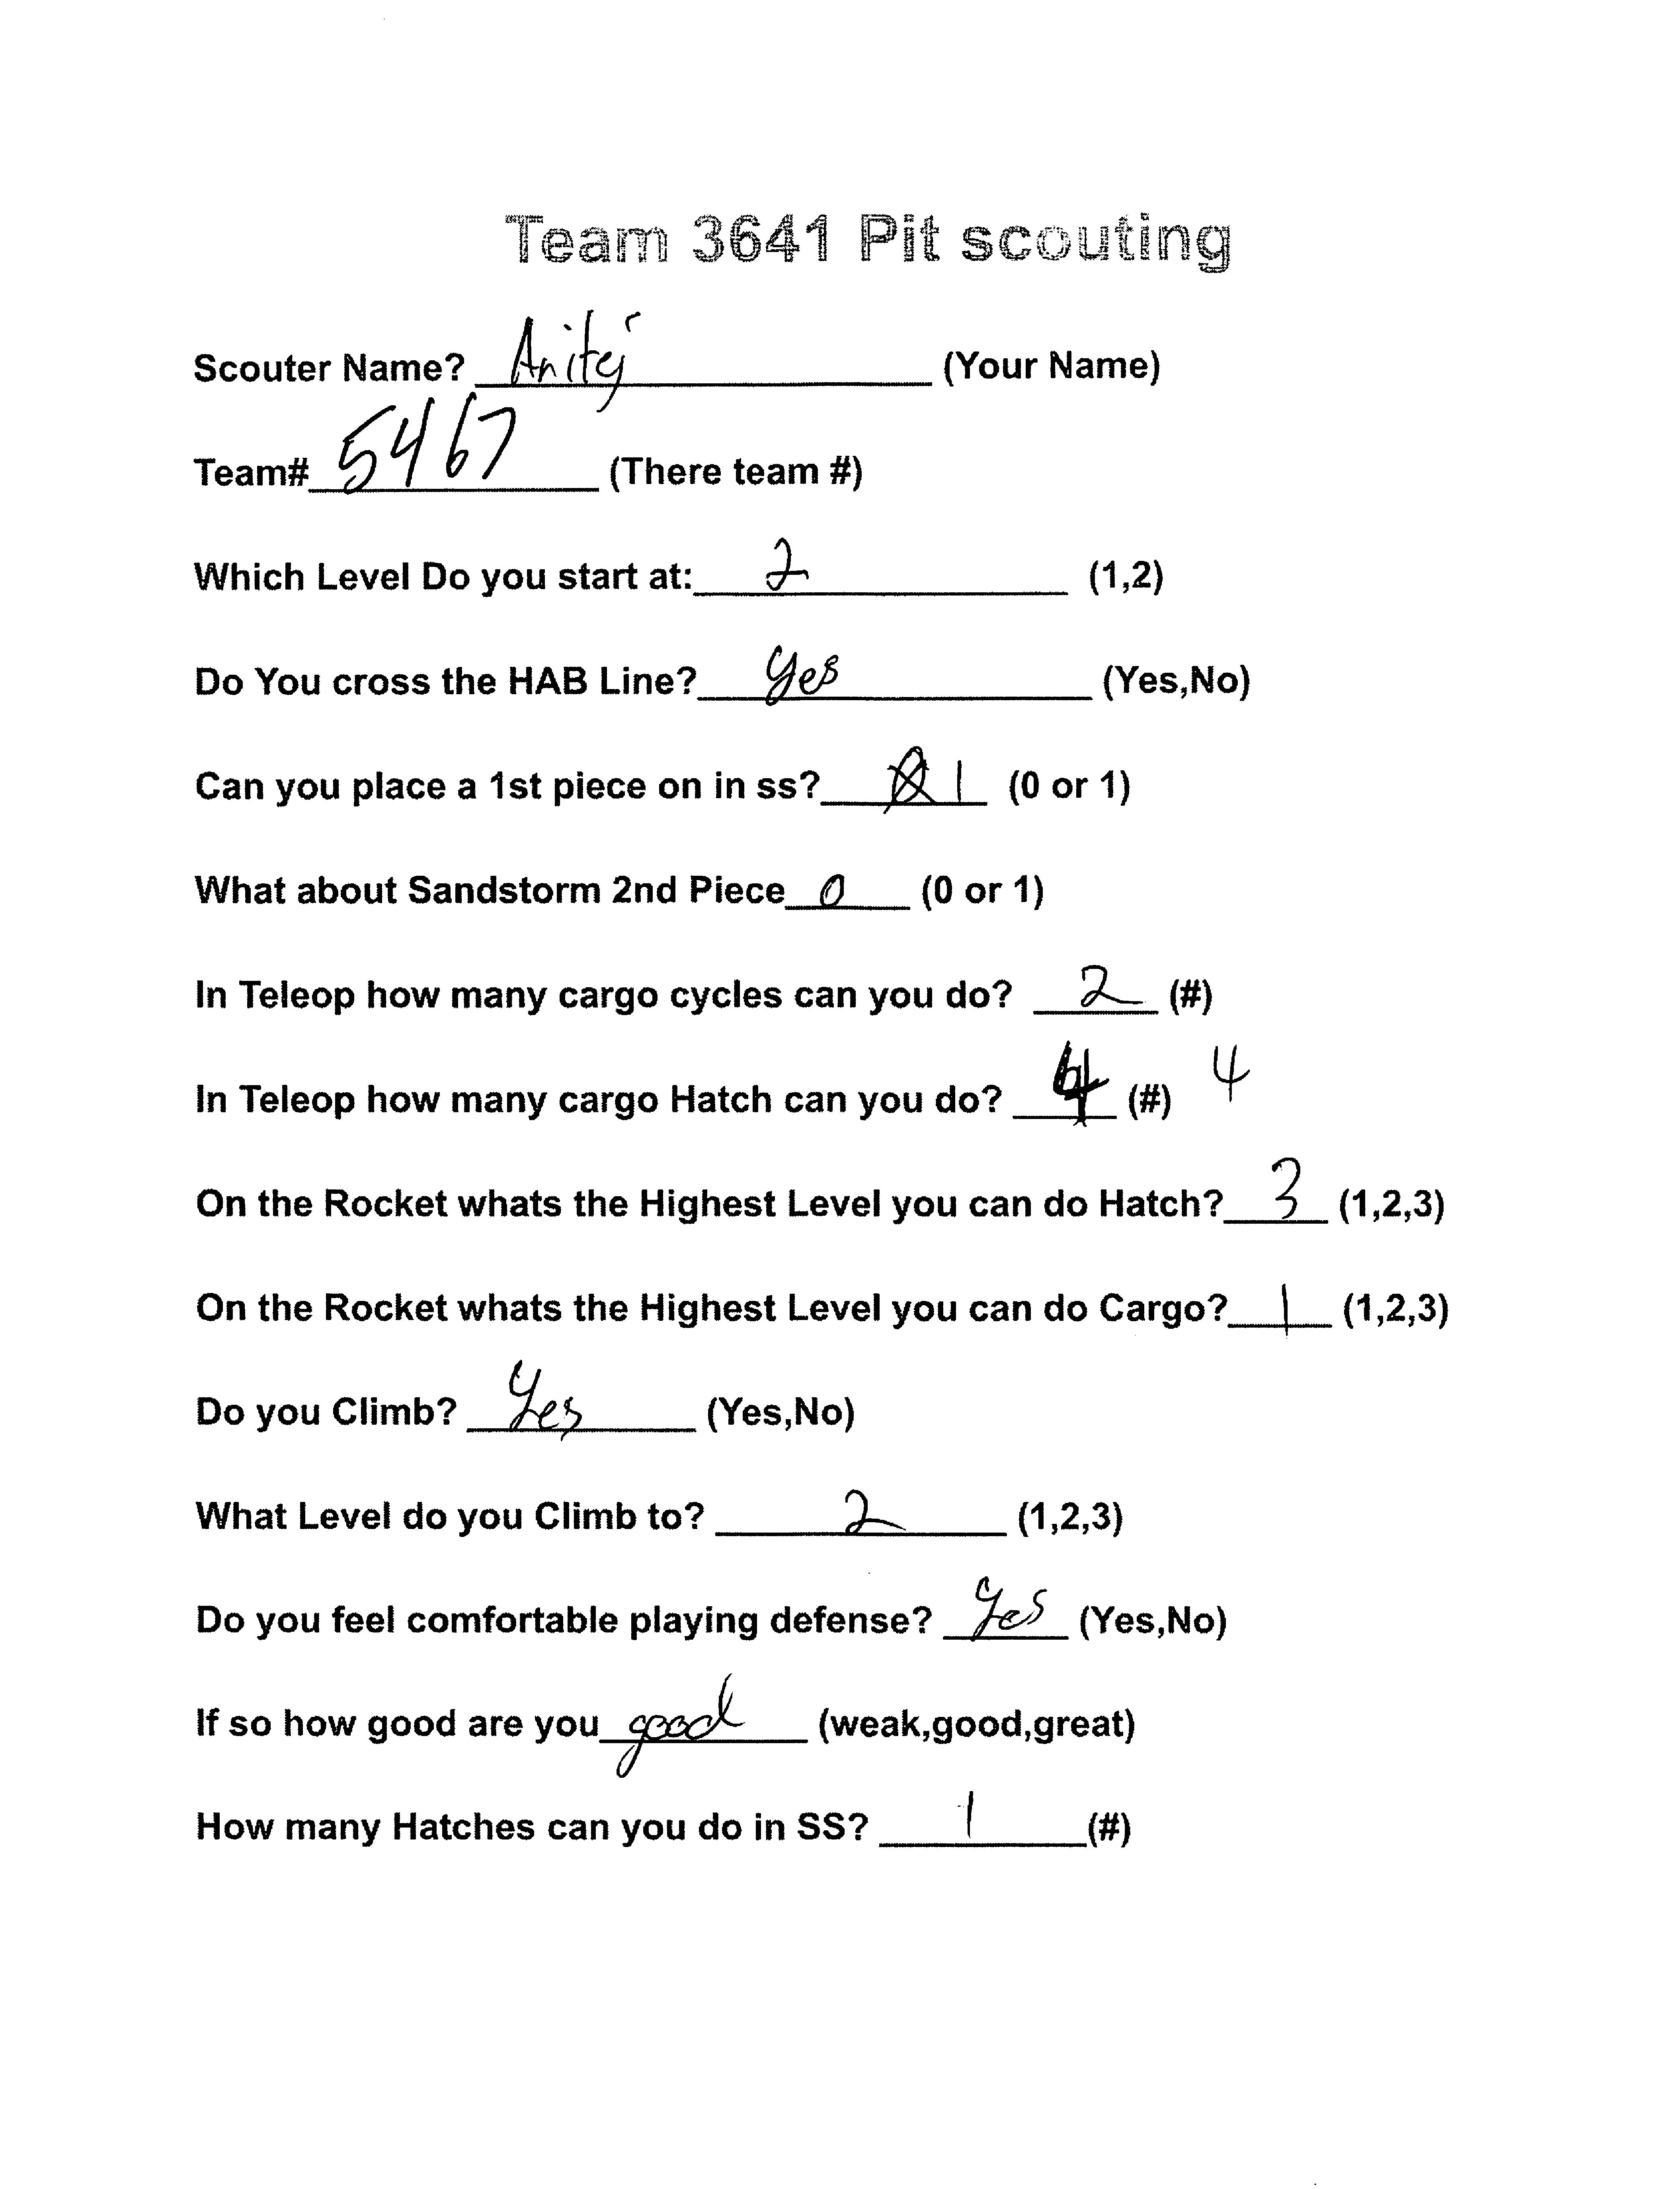 Team 3641 Pit scouting
Scouter Name? Anitej (Your Name)
Team# 5467 (There team #)
Which Level Do you start at: 2 (1,2)
Do You cross the HAB Line? yes (Yes,No)
Can you place a 1st piece on in ss? 1 (0 or 1)
What about Sandstorm 2nd Piece 0 (0 or 1)
In Teleop how many cargo cycles can you do? 2 (#)
In Teleop how many cargo Hatch can you do? 4 (#) 4
On the Rocket whats the Highest Level you can do Hatch? 3 (1,2,3)
On the Rocket whats the Highest Level you can do Cargo? 1 (1,2,3)
Do you Climb? Yes (Yes,No)
What Level do you Climb to? 2 (1,2,3)
Do you feel comfortable playing defense? Yes (Yes,No)
If so how good are you good (weak,good,great)
How many Hatches can you do in SS? 1 (#)